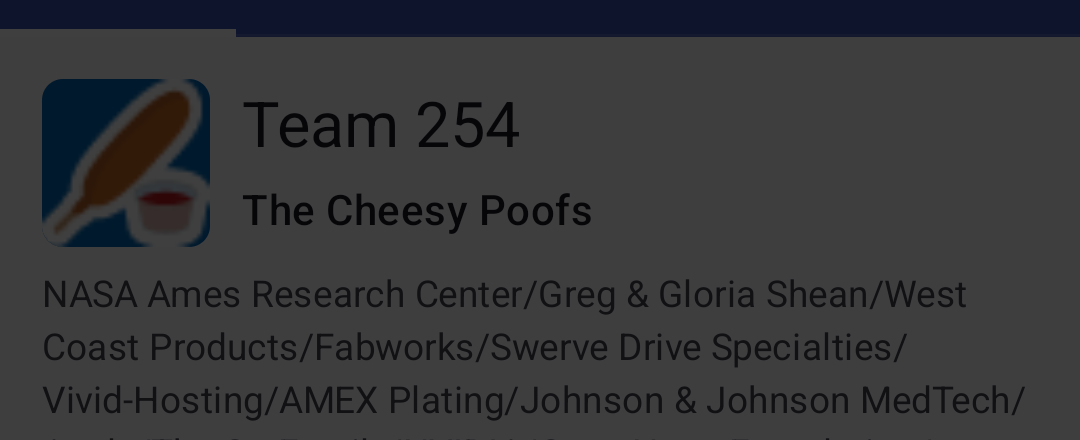 Team 254
The Cheesy Poofs
NASA Ames Research Center/Greg & Gloria Shean/West
Coast Products/Fabworks/Swerve Drive Specialties/
Vivid-Hosting/AMEX Plating/Johnson & Johnson MedTech/